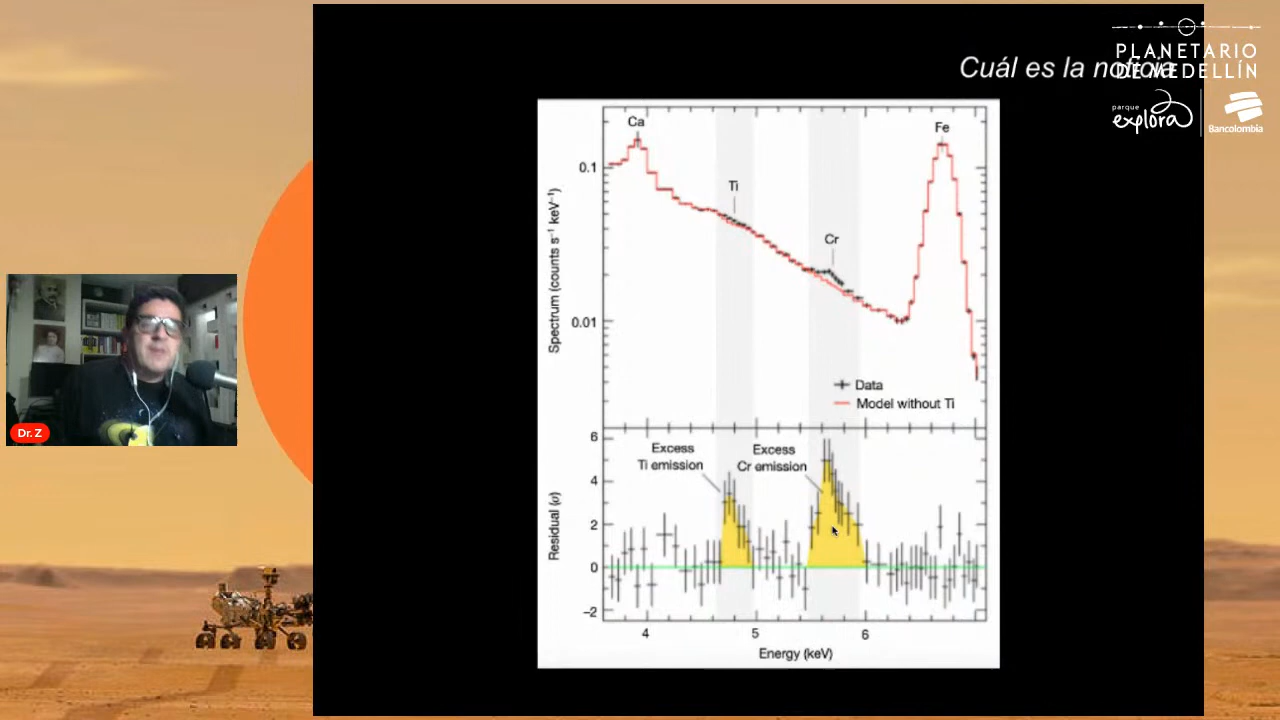 Cuál es la noticia
PLANETARIO
DE MEDELLÍN
parque
explora
Bancolombia
Ca
Fe
Ti
Cr
0.1
0.01
Spectrum (counts s⁻¹ keV⁻¹)
Data
Model without Ti
6
4
2
0
−2
Excess
Ti emission
Excess
Cr emission
Residual (σ)
4
5
6
Energy (keV)
Dr. Z